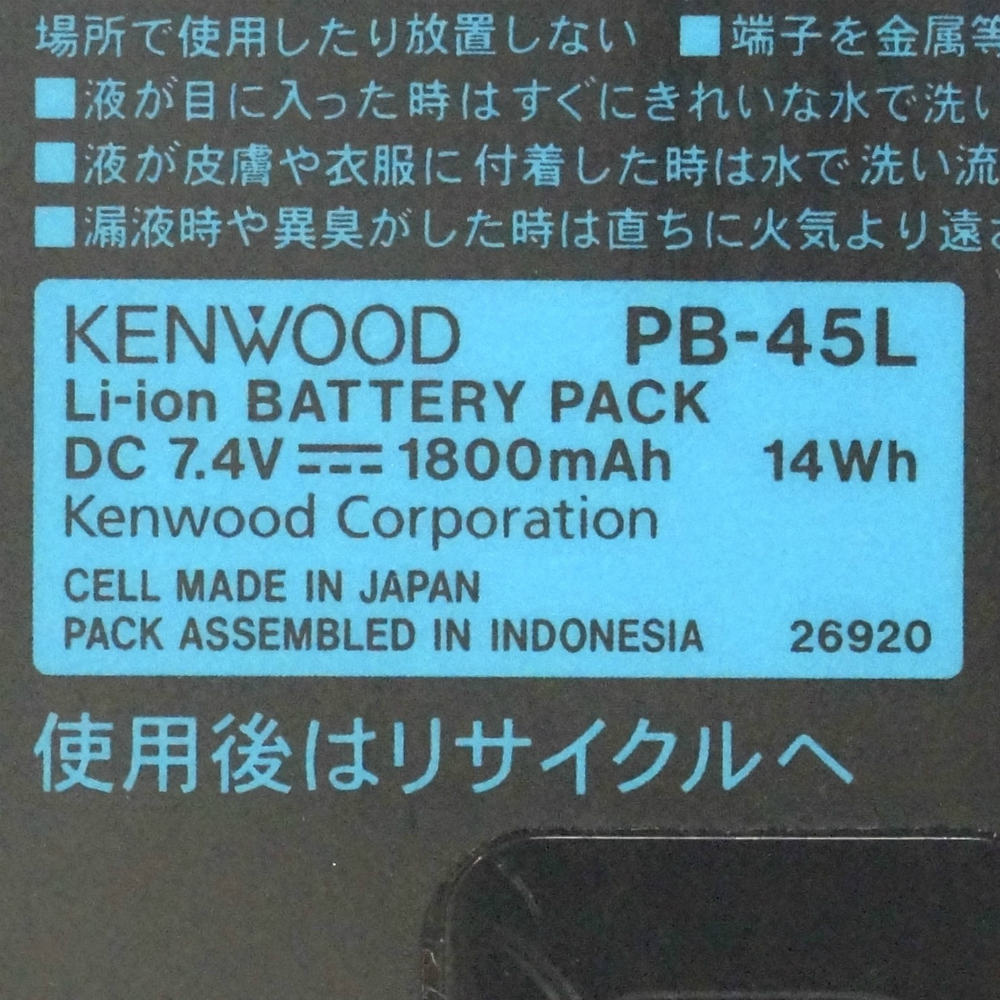 場所で使用したり放置しない ■端子を金属等
■液が目に入った時はすぐにきれいな水で洗い
■液が皮膚や衣服に付着した時は水で洗い流
■漏液時や異臭がした時は直ちに火気より遠ざ
KENWOOD PB-45L
Li-ion BATTERY PACK
DC 7.4V ⎓ 1800mAh 14Wh
Kenwood Corporation
CELL MADE IN JAPAN
PACK ASSEMBLED IN INDONESIA 26920
使用後はリサイクルへ